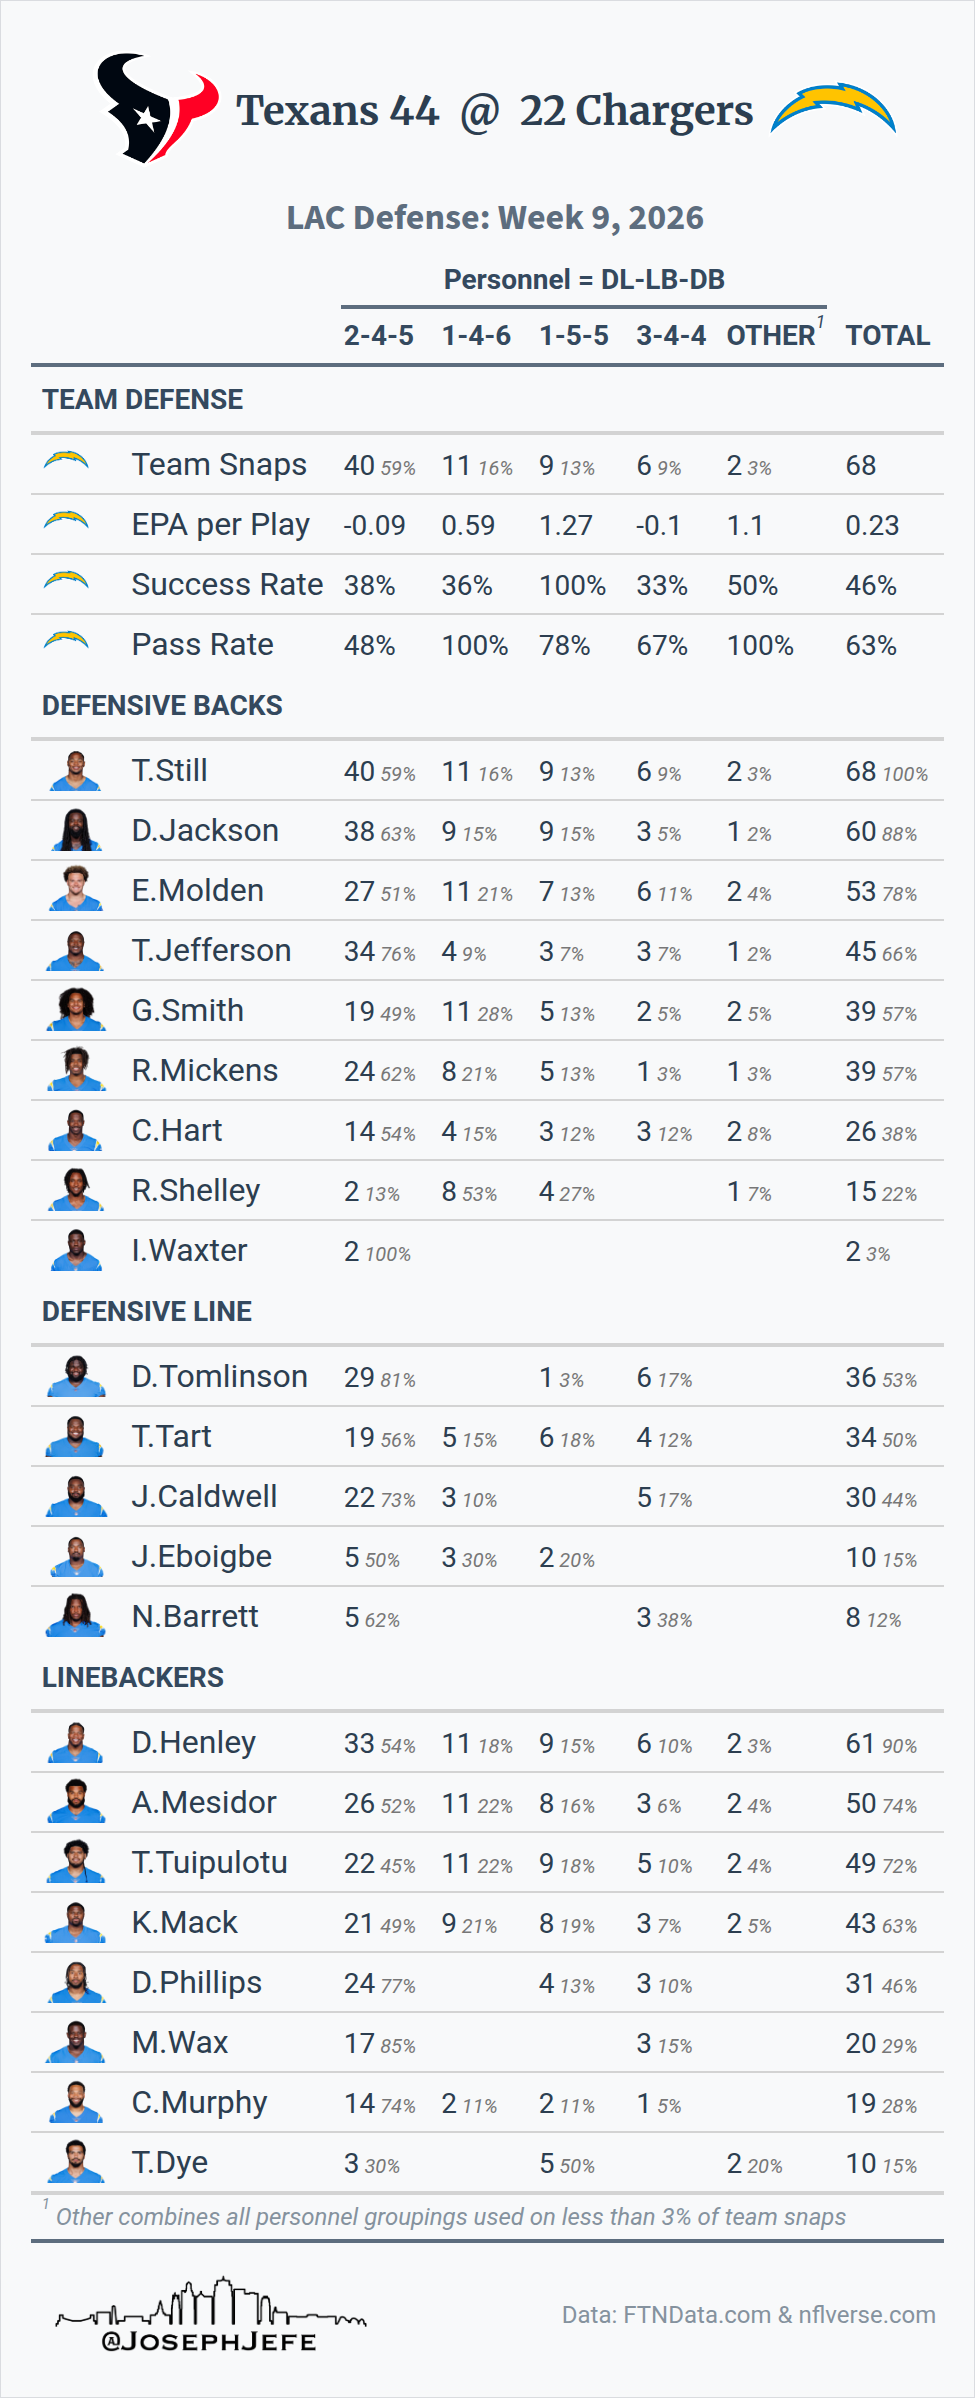 Texans 44 @ 22 Chargers
LAC Defense: Week 9, 2026
Personnel = DL-LB-DB
2-4-5 1-4-6 1-5-5 3-4-4 OTHER 1 TOTAL
TEAM DEFENSE
Team Snaps 40 59% 11 16% 9 13% 6 9% 2 3% 68
EPA per Play -0.09 0.59 1.27 -0.1 1.1 0.23
Success Rate 38% 36% 100% 33% 50% 46%
Pass Rate 48% 100% 78% 67% 100% 63%
DEFENSIVE BACKS
T.Still 40 59% 11 16% 9 13% 6 9% 2 3% 68 100%
D.Jackson 38 63% 9 15% 9 15% 3 5% 1 2% 60 88%
E.Molden 27 51% 11 21% 7 13% 6 11% 2 4% 53 78%
T.Jefferson 34 76% 4 9% 3 7% 3 7% 1 2% 45 66%
G.Smith 19 49% 11 28% 5 13% 2 5% 2 5% 39 57%
R.Mickens 24 62% 8 21% 5 13% 1 3% 1 3% 39 57%
C.Hart 14 54% 4 15% 3 12% 3 12% 2 8% 26 38%
R.Shelley 2 13% 8 53% 4 27% 1 7% 15 22%
I.Waxter 2 100% 2 3%
DEFENSIVE LINE
D.Tomlinson 29 81% 1 3% 6 17% 36 53%
T.Tart 19 56% 5 15% 6 18% 4 12% 34 50%
J.Caldwell 22 73% 3 10% 5 17% 30 44%
J.Eboigbe 5 50% 3 30% 2 20% 10 15%
N.Barrett 5 62% 3 38% 8 12%
LINEBACKERS
D.Henley 33 54% 11 18% 9 15% 6 10% 2 3% 61 90%
A.Mesidor 26 52% 11 22% 8 16% 3 6% 2 4% 50 74%
T.Tuipulotu 22 45% 11 22% 9 18% 5 10% 2 4% 49 72%
K.Mack 21 49% 9 21% 8 19% 3 7% 2 5% 43 63%
D.Phillips 24 77% 4 13% 3 10% 31 46%
M.Wax 17 85% 3 15% 20 29%
C.Murphy 14 74% 2 11% 2 11% 1 5% 19 28%
T.Dye 3 30% 5 50% 2 20% 10 15%
1 Other combines all personnel groupings used on less than 3% of team snaps
@JOSEPHJEFE
Data: FTNData.com & nflverse.com